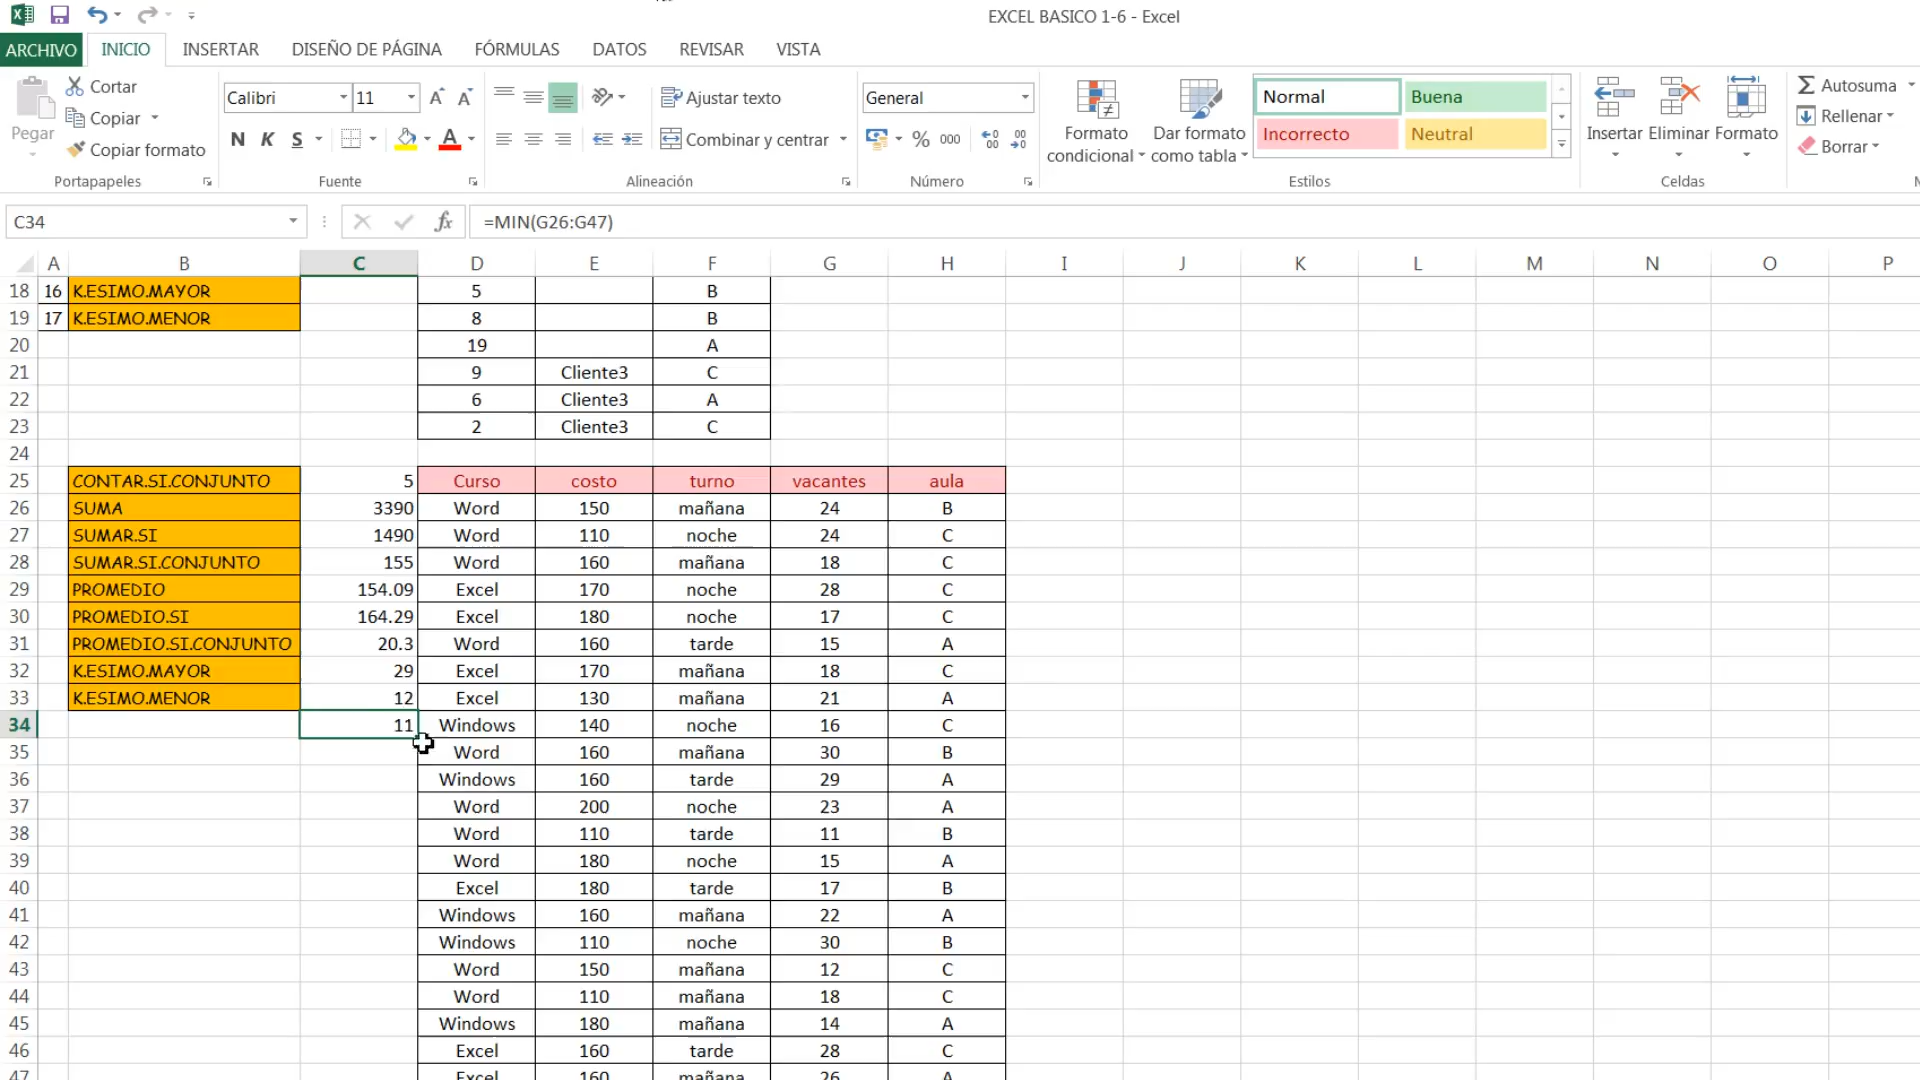 EXCEL BASICO 1-6 - Excel
ARCHIVO INICIO INSERTAR DISEÑO DE PÁGINA FÓRMULAS DATOS REVISAR VISTA
Pegar
Cortar
Copiar
Copiar formato
Portapapeles
Calibri 11
N K S
Fuente
Ajustar texto
Combinar y centrar
Alineación
General
% 000
Número
Formato condicional
Dar formato como tabla
Normal Buena
Incorrecto Neutral
Estilos
Insertar Eliminar Formato
Celdas
Autosuma
Rellenar
Borrar
C34 fx =MIN(G26:G47)
A B C D E F G H I J K L M N O P
18 16 K.ESIMO.MAYOR 5 B
19 17 K.ESIMO.MENOR 8 B
20 19 A
21 9 Cliente3 C
22 6 Cliente3 A
23 2 Cliente3 C
24
25 CONTAR.SI.CONJUNTO 5 Curso costo turno vacantes aula
26 SUMA 3390 Word 150 mañana 24 B
27 SUMAR.SI 1490 Word 110 noche 24 C
28 SUMAR.SI.CONJUNTO 155 Word 160 mañana 18 C
29 PROMEDIO 154.09 Excel 170 noche 28 C
30 PROMEDIO.SI 164.29 Excel 180 noche 17 C
31 PROMEDIO.SI.CONJUNTO 20.3 Word 160 tarde 15 A
32 K.ESIMO.MAYOR 29 Excel 170 mañana 18 C
33 K.ESIMO.MENOR 12 Excel 130 mañana 21 A
34 11 Windows 140 noche 16 C
35 Word 160 mañana 30 B
36 Windows 160 tarde 29 A
37 Word 200 noche 23 A
38 Word 110 tarde 11 B
39 Word 180 noche 15 A
40 Excel 180 tarde 17 B
41 Windows 160 mañana 22 A
42 Windows 110 noche 30 B
43 Word 150 mañana 12 C
44 Word 110 mañana 18 C
45 Windows 180 mañana 14 A
46 Excel 160 tarde 28 C
47 Excel 160 mañana 26 A